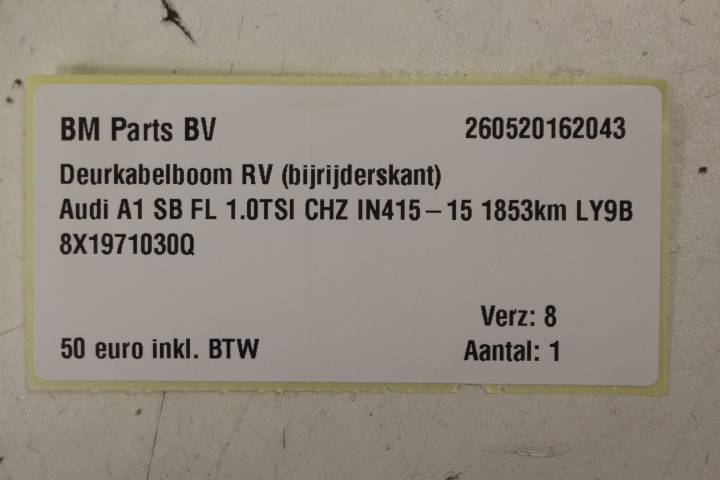 BM Parts BV 260520162043
Deurkabelboom RV (bijrijderskant)
Audi A1 SB FL 1.0TSI CHZ IN415-15 1853km LY9B
8X1971030Q
Verz: 8
50 euro inkl. BTW Aantal: 1